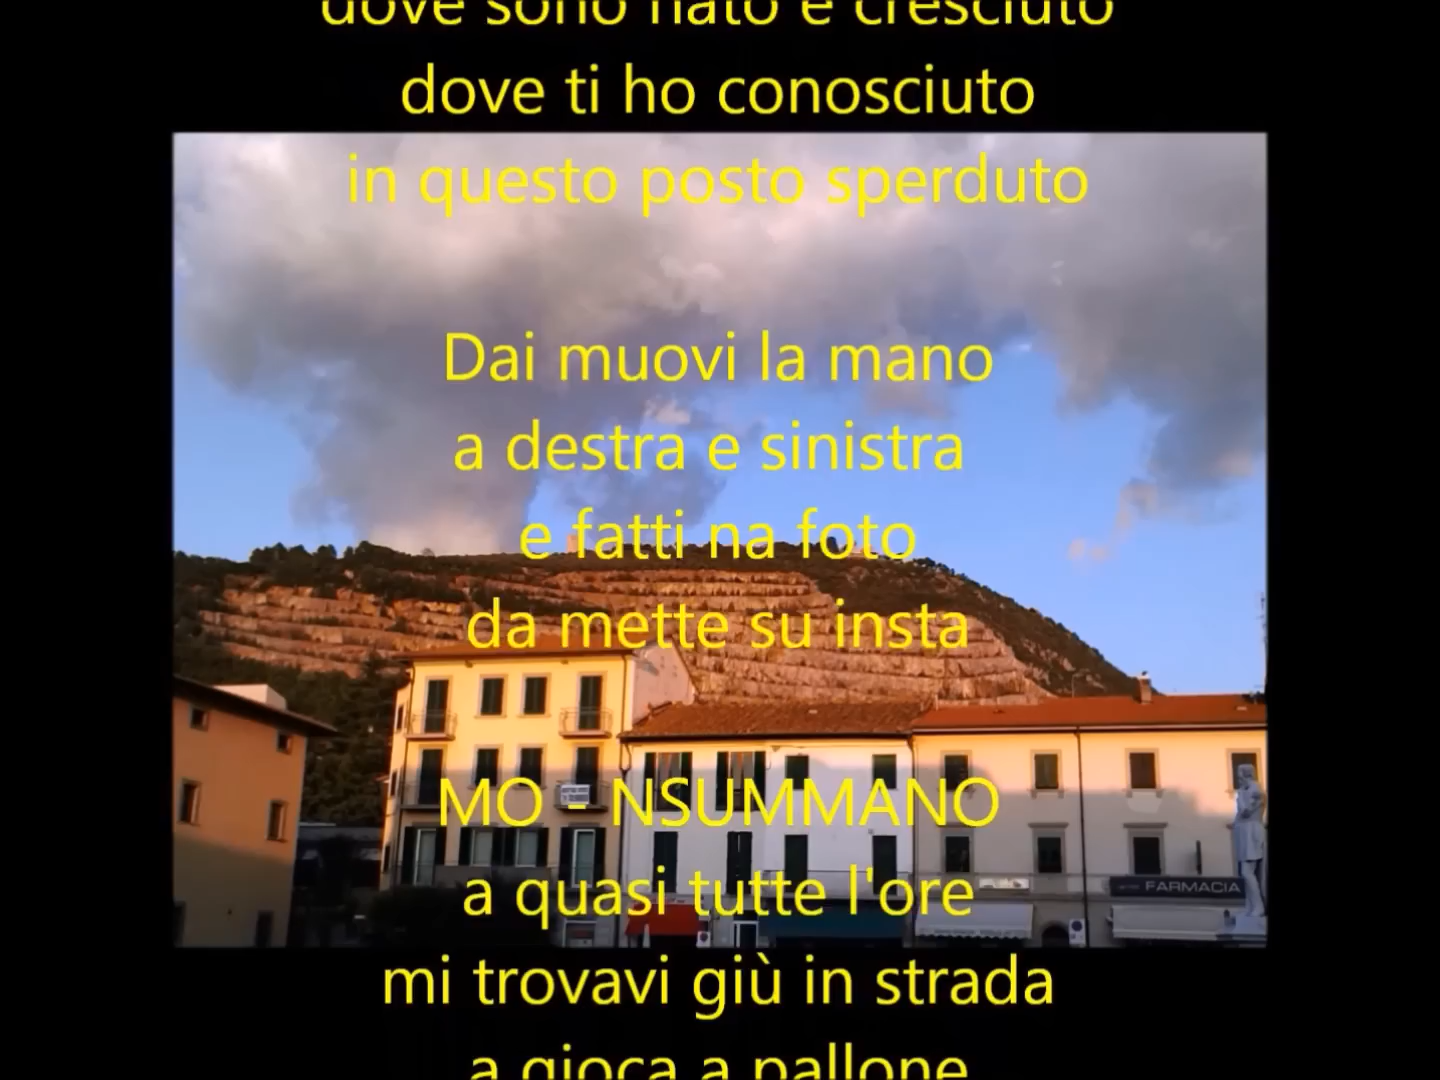 dove sono nato e cresciuto
dove ti ho conosciuto
in questo posto sperduto
Dai muovi la mano
a destra e sinistra
e fatti na foto
da mette su insta
MO - NSUMMANO
a quasi tutte l'ore
FARMACIA
mi trovavi giù in strada
a gioca a pallone